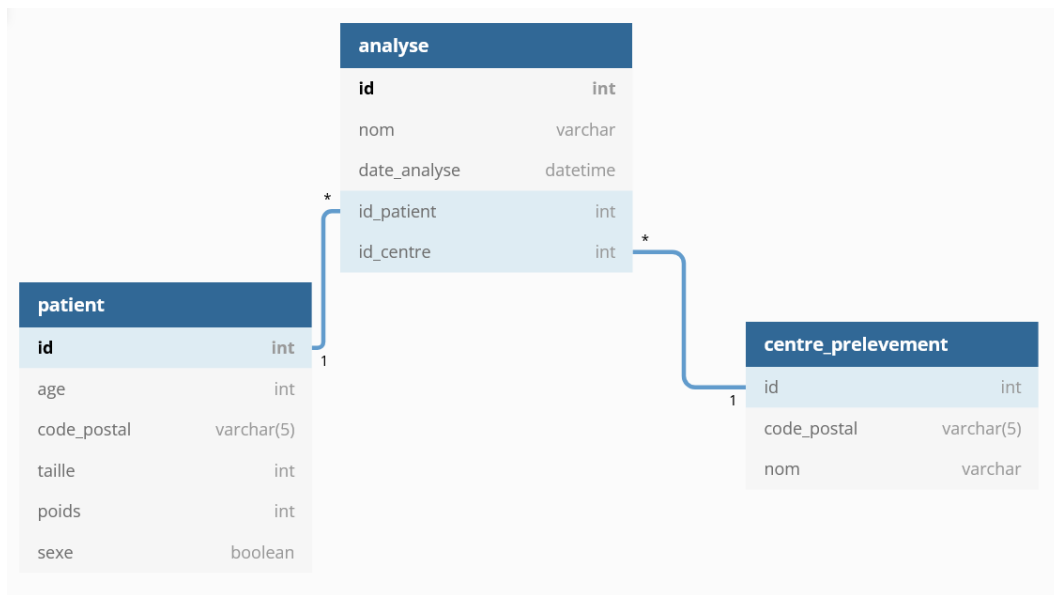 analyse
id int
nom varchar
date_analyse datetime
* id_patient int
id_centre int *
patient
id int 1
age int
code_postal varchar(5)
taille int
poids int
sexe boolean
centre_prelevement
1 id int
code_postal varchar(5)
nom varchar